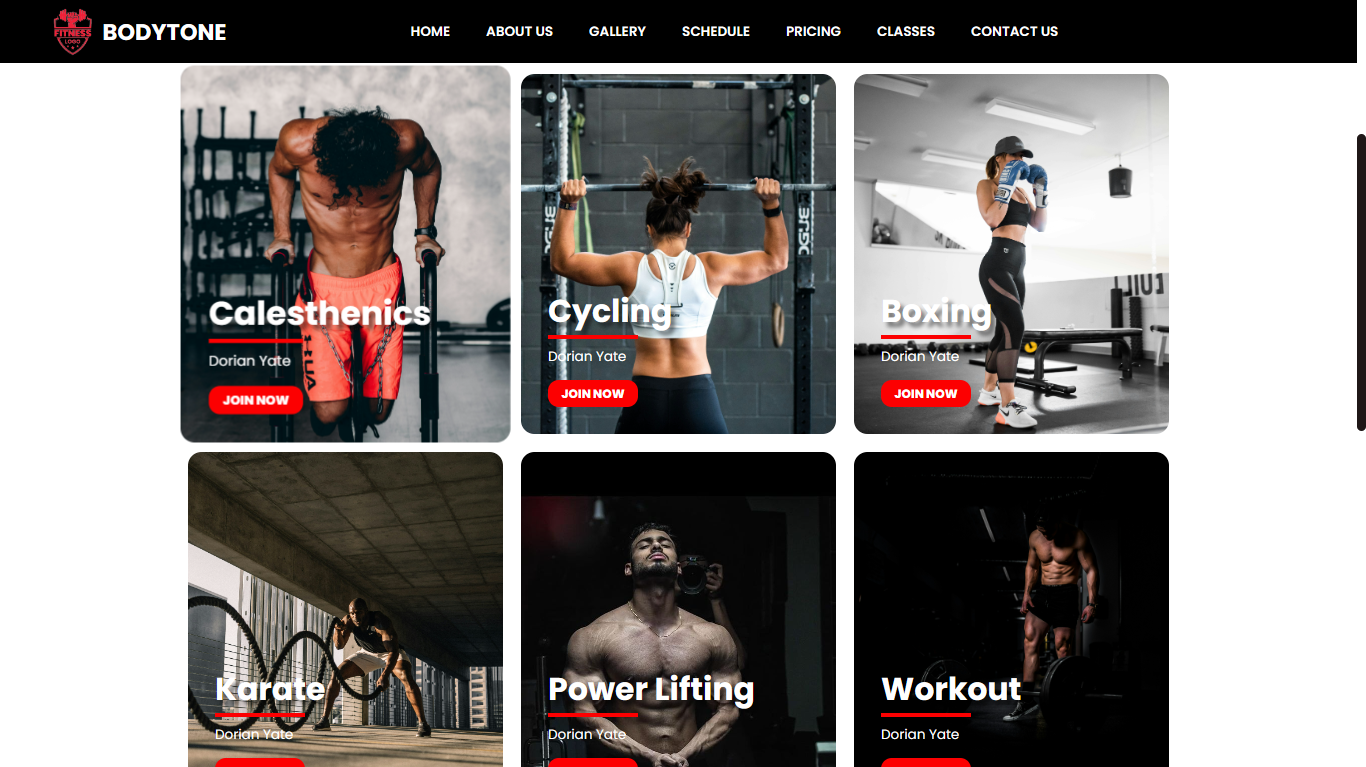 FITNESS
LOGO
BODYTONE
HOME
ABOUT US
GALLERY
SCHEDULE
PRICING
CLASSES
CONTACT US
Calesthenics
Dorian Yate
JOIN NOW
Cycling
Dorian Yate
JOIN NOW
Boxing
Dorian Yate
JOIN NOW
Karate
Dorian Yate
Power Lifting
Dorian Yate
Workout
Dorian Yate